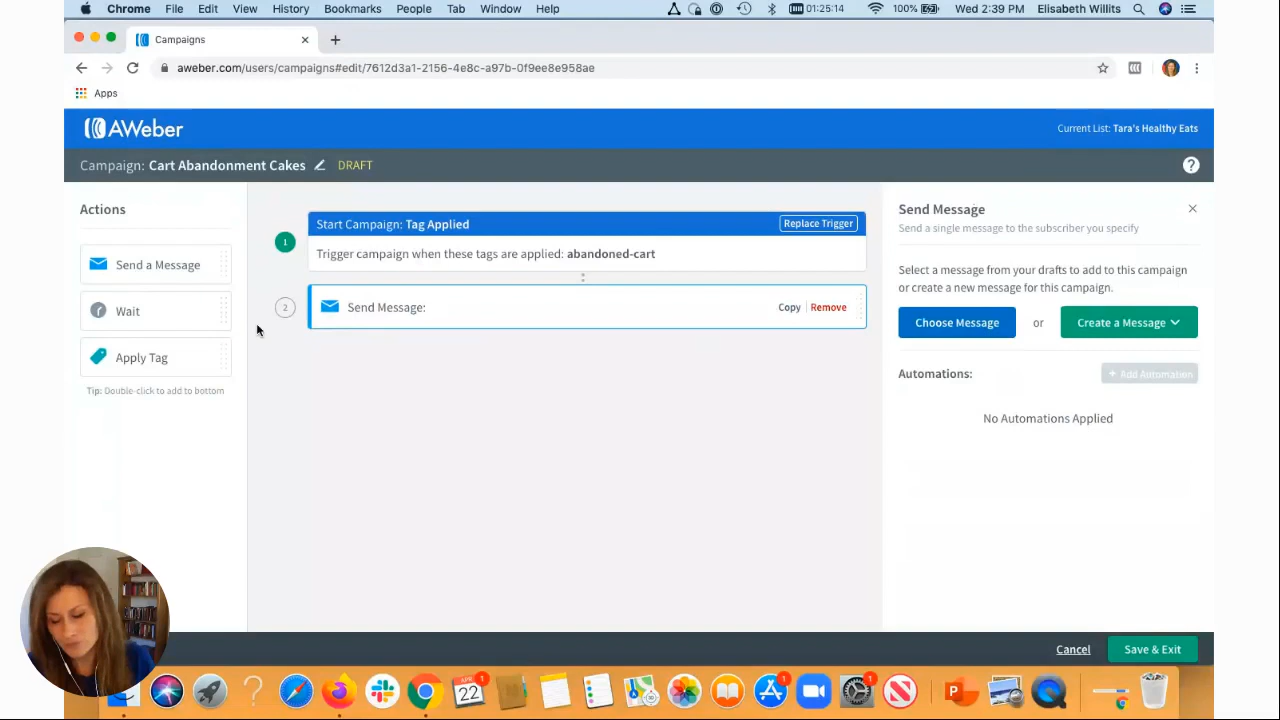 Chrome File Edit View History Bookmarks People Tab Window Help 01:25:14 100% Wed 2:39 PM Elisabeth Willits
Campaigns
aweber.com/users/campaigns#edit/7612d3a1-2156-4e8c-a97b-0f9ee8e958ae
Apps
AWeber
Current List: Tara's Healthy Eats
Campaign: Cart Abandonment Cakes DRAFT
?
Actions
Send a Message
Wait
Apply Tag
Tip: Double-click to add to bottom
Start Campaign: Tag Applied
Replace Trigger
1
Trigger campaign when these tags are applied: abandoned-cart
2
Send Message:
Copy Remove
Send Message
Send a single message to the subscriber you specify
Select a message from your drafts to add to this campaign
or create a new message for this campaign.
Choose Message or Create a Message
Automations: + Add Automation
No Automations Applied
Cancel Save & Exit
APR
22
1
1
1